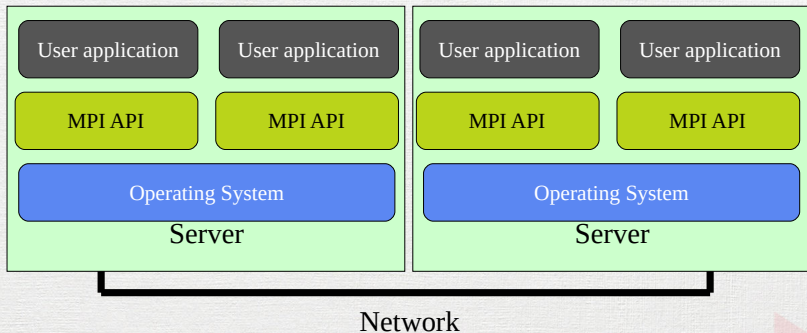 User application User application User application User application
MPI API MPI API MPI API MPI API
Operating System Operating System
Server Server
Network